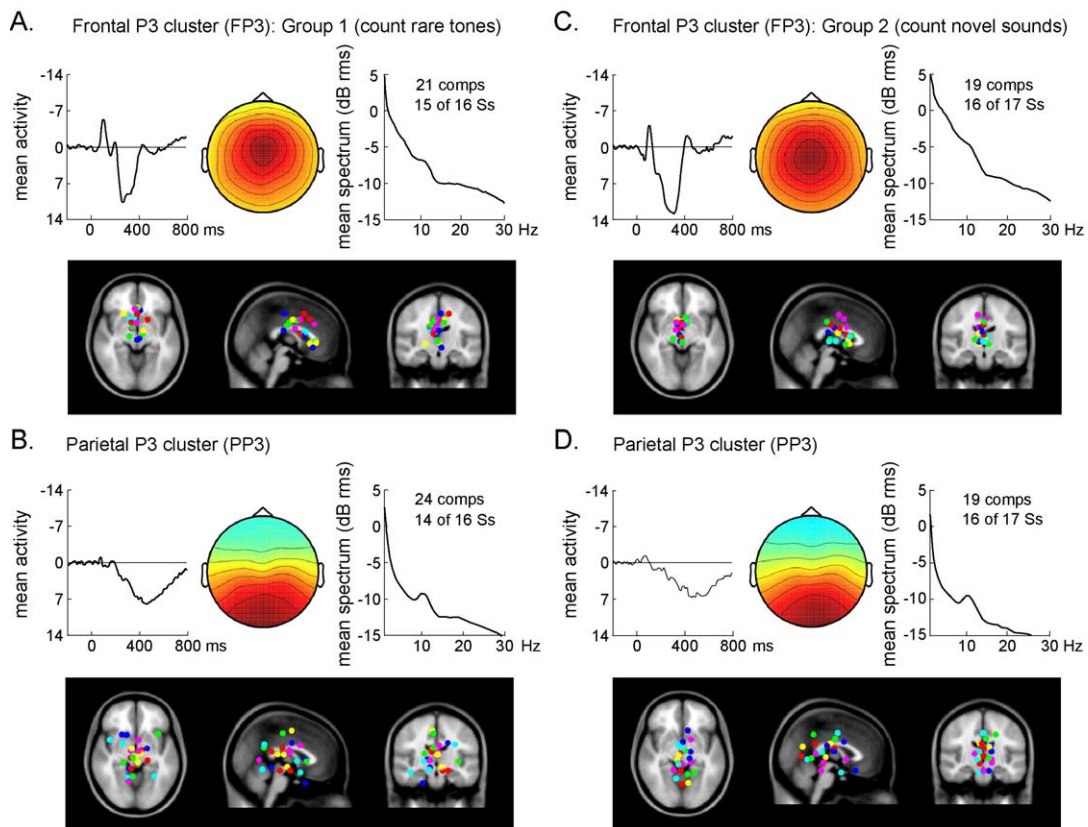 A. Frontal P3 cluster (FP3): Group 1 (count rare tones)
mean activity
-14
-7
0
7
14
0 400 800 ms
mean spectrum (dB rms)
5
0
-5
-10
-15
0 10 20 30 Hz
21 comps
15 of 16 Ss
C. Frontal P3 cluster (FP3): Group 2 (count novel sounds)
mean activity
-14
-7
0
7
14
0 400 800 ms
mean spectrum (dB rms)
5
0
-5
-10
-15
0 10 20 30 Hz
19 comps
16 of 17 Ss
B. Parietal P3 cluster (PP3)
mean activity
-14
-7
0
7
14
0 400 800 ms
mean spectrum (dB rms)
5
0
-5
-10
-15
0 10 20 30 Hz
24 comps
14 of 16 Ss
D. Parietal P3 cluster (PP3)
mean activity
-14
-7
0
7
14
0 400 800 ms
mean spectrum (dB rms)
5
0
-5
-10
-15
0 10 20 30 Hz
19 comps
16 of 17 Ss